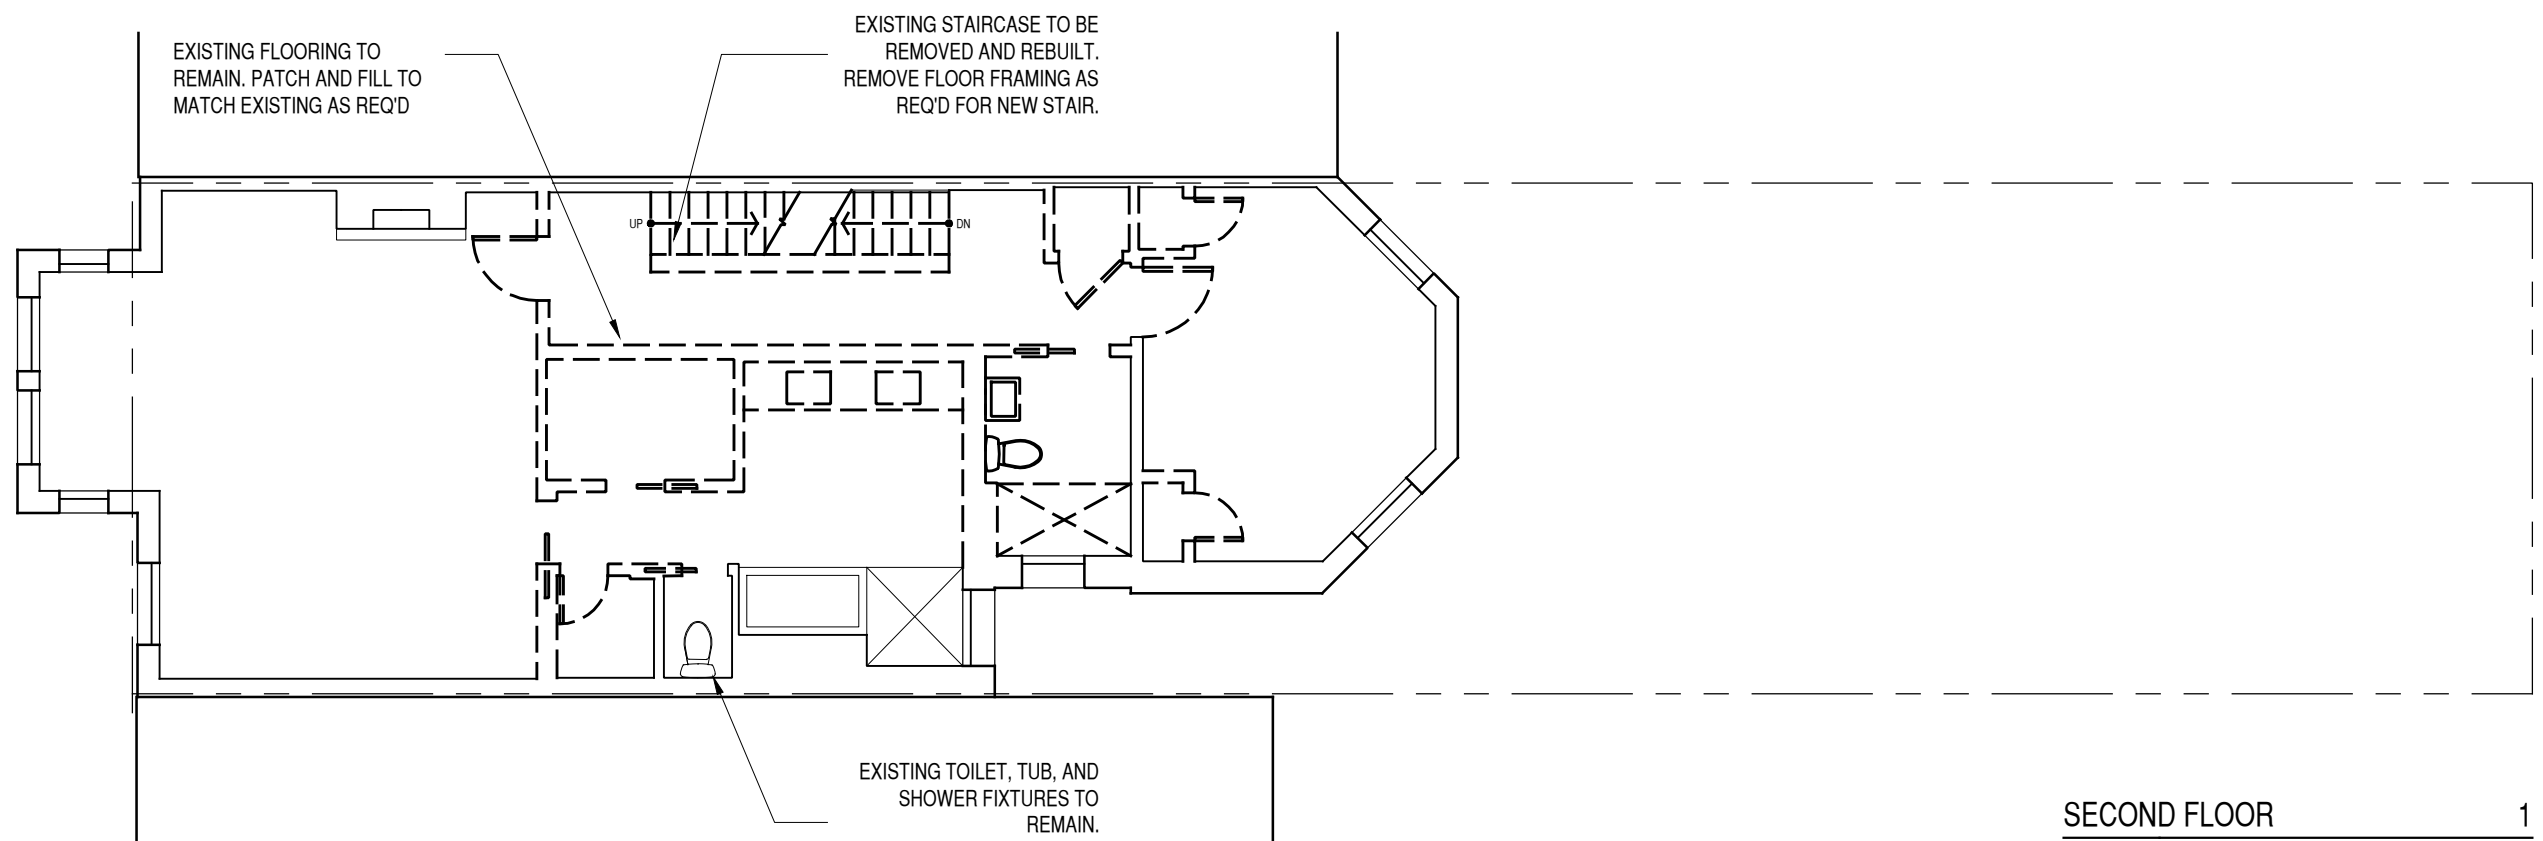 EXISTING FLOORING TO
REMAIN. PATCH AND FILL TO
MATCH EXISTING AS REQ'D
EXISTING STAIRCASE TO BE
REMOVED AND REBUILT.
REMOVE FLOOR FRAMING AS
REQ'D FOR NEW STAIR.
UP
DN
EXISTING TOILET, TUB, AND
SHOWER FIXTURES TO
REMAIN.
SECOND FLOOR 1